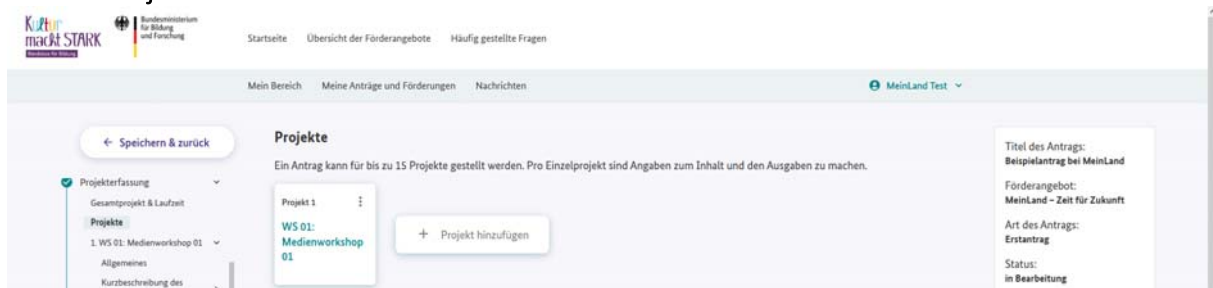 Kultur
macht STARK
Bündnisse für Bildung
Bundesministerium
für Bildung
und Forschung
Startseite Übersicht der Förderangebote Häufig gestellte Fragen
Mein Bereich Meine Anträge und Förderungen Nachrichten
MeinLand Test
← Speichern & zurück
Projekterfassung
Gesamtprojekt & Laufzeit
Projekte
1. WS 01: Medienworkshop 01
Allgemeines
Kurzbeschreibung des
Projekte
Ein Antrag kann für bis zu 15 Projekte gestellt werden. Pro Einzelprojekt sind Angaben zum Inhalt und den Ausgaben zu machen.
Projekt 1
WS 01:
Medienworkshop
01
+ Projekt hinzufügen
Titel des Antrags:
Beispielantrag bei MeinLand
Förderangebot:
MeinLand – Zeit für Zukunft
Art des Antrags:
Erstantrag
Status:
in Bearbeitung